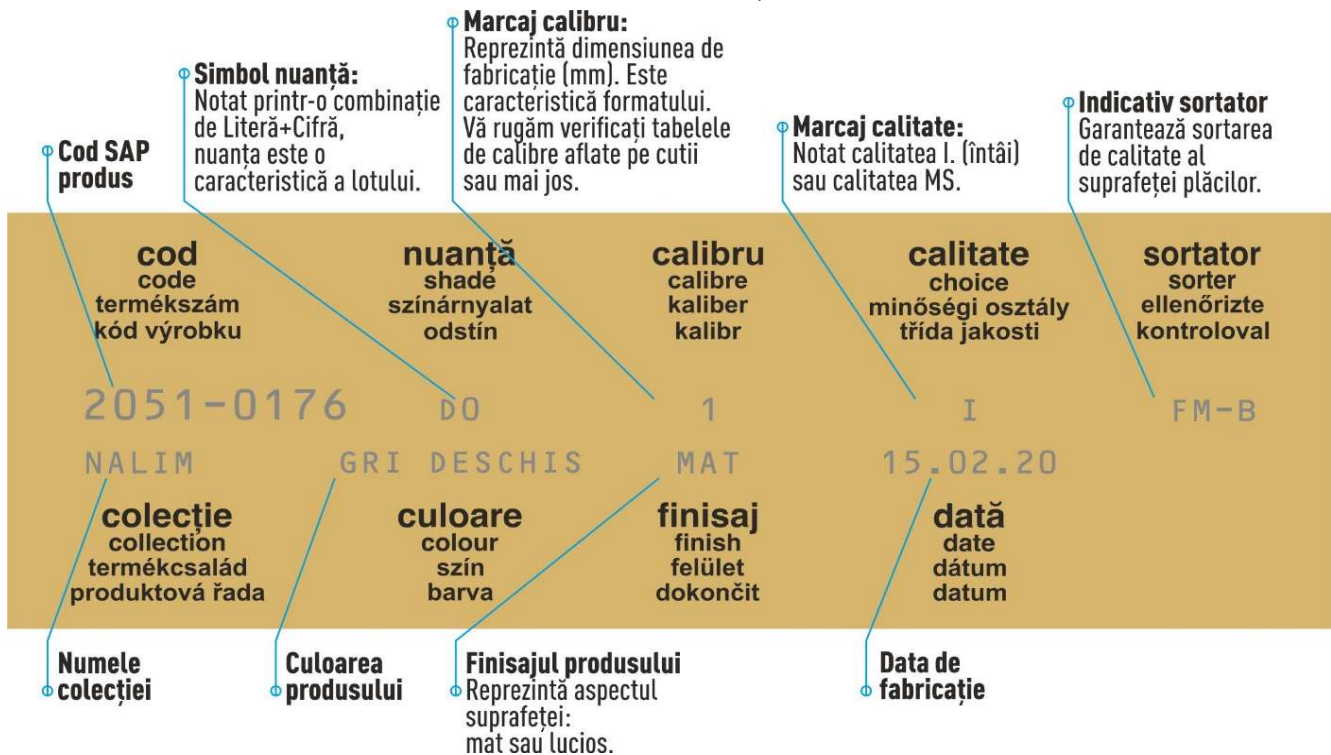 Marcaj calibru:
Reprezintă dimensiunea de
fabricație (mm). Este
caracteristică formatului.
Vă rugăm verificați tabelele
de calibre aflate pe cutii
sau mai jos.
Simbol nuanță:
Notat printr-o combinație
de Literă+Cifră,
nuanța este o
caracteristică a lotului.
Indicativ sortator
Garantează sortarea
de calitate al
suprafeței plăcilor.
Marcaj calitate:
Notat calitatea I. (întâi)
sau calitatea MS.
Cod SAP
produs
cod
code
termékszám
kód výrobku
nuanță
shade
színárnyalat
odstín
calibru
calibre
kaliber
kalibr
calitate
choice
minőségi osztály
třída jakosti
sortator
sorter
ellenőrizte
kontroloval
2051-0176 DO 1 I FM-B
NALIM GRI DESCHIS MAT 15.02.20
colecție
collection
termékcsalád
produktová řada
culoare
colour
szín
barva
finisaj
finish
felület
dokončit
dată
date
dátum
datum
Numele
colecției
Culoarea
produsului
Finisajul produsului
Reprezintă aspectul
suprafeței:
mat sau lucios.
Data de
fabricație